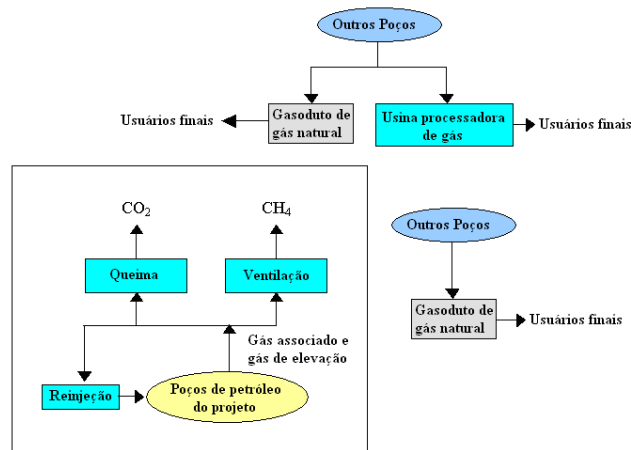 Outros Poços
Usuários finais
Gasoduto de
gás natural
Usina processadora
de gás
Usuários finais
CO2
CH4
Queima
Ventilação
Gás associado e
gás de elevação
Reinjeção
Poços de petróleo
do projeto
Outros Poços
Gasoduto de
gás natural
Usuários finais